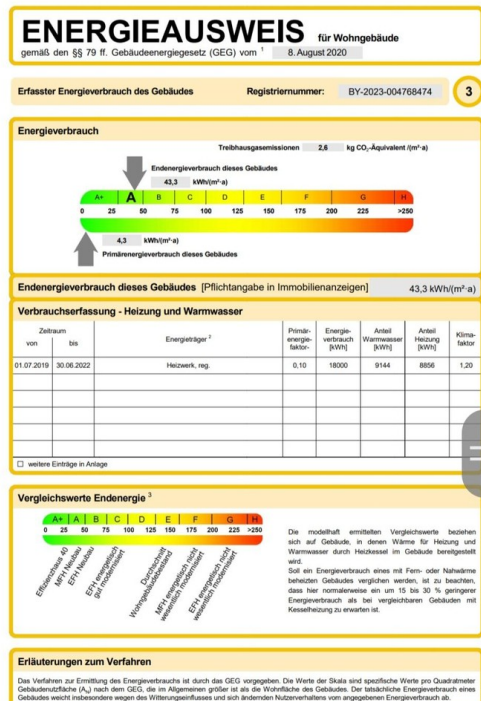 ENERGIEAUSWEIS für Wohngebäude
gemäß den §§ 79 ff. Gebäudeenergiegesetz (GEG) vom ¹ 8. August 2020
Erfasster Energieverbrauch des Gebäudes Registriernummer: BY-2023-004768474 3
Energieverbrauch
Treibhausgasemissionen 2,6 kg CO₂-Äquivalent /(m²·a)
Endenergieverbrauch dieses Gebäudes
43,3 kWh/(m²·a)
A+ A B C D E F G H
0 25 50 75 100 125 150 175 200 225 >250
4,3 kWh/(m²·a)
Primärenergieverbrauch dieses Gebäudes
Endenergieverbrauch dieses Gebäudes [Pflichtangabe in Immobilienanzeigen] 43,3 kWh/(m²·a)
Verbrauchserfassung - Heizung und Warmwasser
Zeitraum
von bis
Energieträger ²
Primär-
energie-
faktor-
Energie-
verbrauch
[kWh]
Anteil
Warmwasser
[kWh]
Anteil
Heizung
[kWh]
Klima-
faktor
01.07.2019 30.06.2022 Heizwerk, reg. 0,10 18000 9144 8856 1,20
☐ weitere Einträge in Anlage
Vergleichswerte Endenergie ³
A+ A B C D E F G H
0 25 50 75 100 125 150 175 200 225 >250
Effizienzhaus 40
MFH Neubau
EFH Neubau
EFH energetisch
gut modernisiert
Durchschnitt
Wohngebäudebestand
MFH energetisch nicht
wesentlich modernisiert
EFH energetisch nicht
wesentlich modernisiert
Die modellhaft ermittelten Vergleichswerte beziehen
sich auf Gebäude, in denen Wärme für Heizung und
Warmwasser durch Heizkessel im Gebäude bereitgestellt
wird.
Soll ein Energieverbrauch eines mit Fern- oder Nahwärme
beheizten Gebäudes verglichen werden, ist zu beachten,
dass hier normalerweise ein um 15 bis 30 % geringerer
Energieverbrauch als bei vergleichbaren Gebäuden mit
Kesselheizung zu erwarten ist.
Erläuterungen zum Verfahren
Das Verfahren zur Ermittlung des Energieverbrauchs ist durch das GEG vorgegeben. Die Werte der Skala sind spezifische Werte pro Quadratmeter
Gebäudenutzfläche (Aₙ) nach dem GEG, die im Allgemeinen größer ist als die Wohnfläche des Gebäudes. Der tatsächliche Energieverbrauch eines
Gebäudes weicht insbesondere wegen des Witterungseinflusses und sich ändernden Nutzerverhaltens vom angegebenen Energieverbrauch ab.